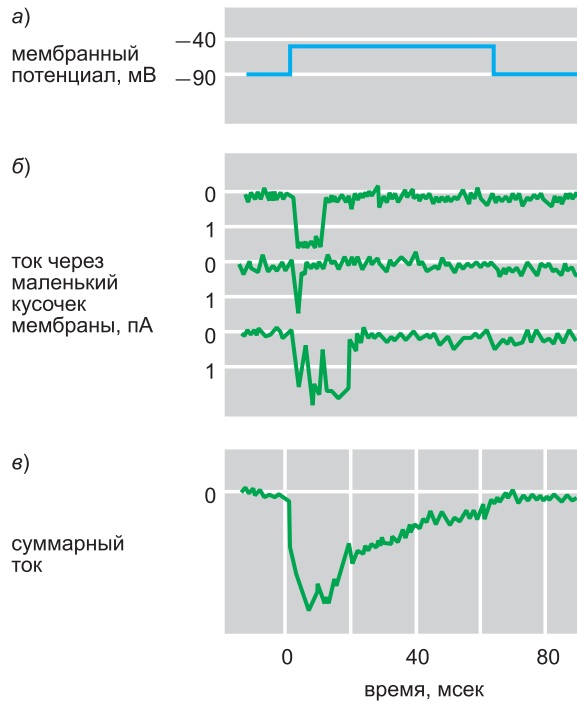 а)
мембранный
потенциал, мВ
−40
−90
б)
ток через
маленький
кусочек
мембраны, пА
0
1
0
1
0
1
в)
суммарный
ток
0
0 40 80
время, мсек